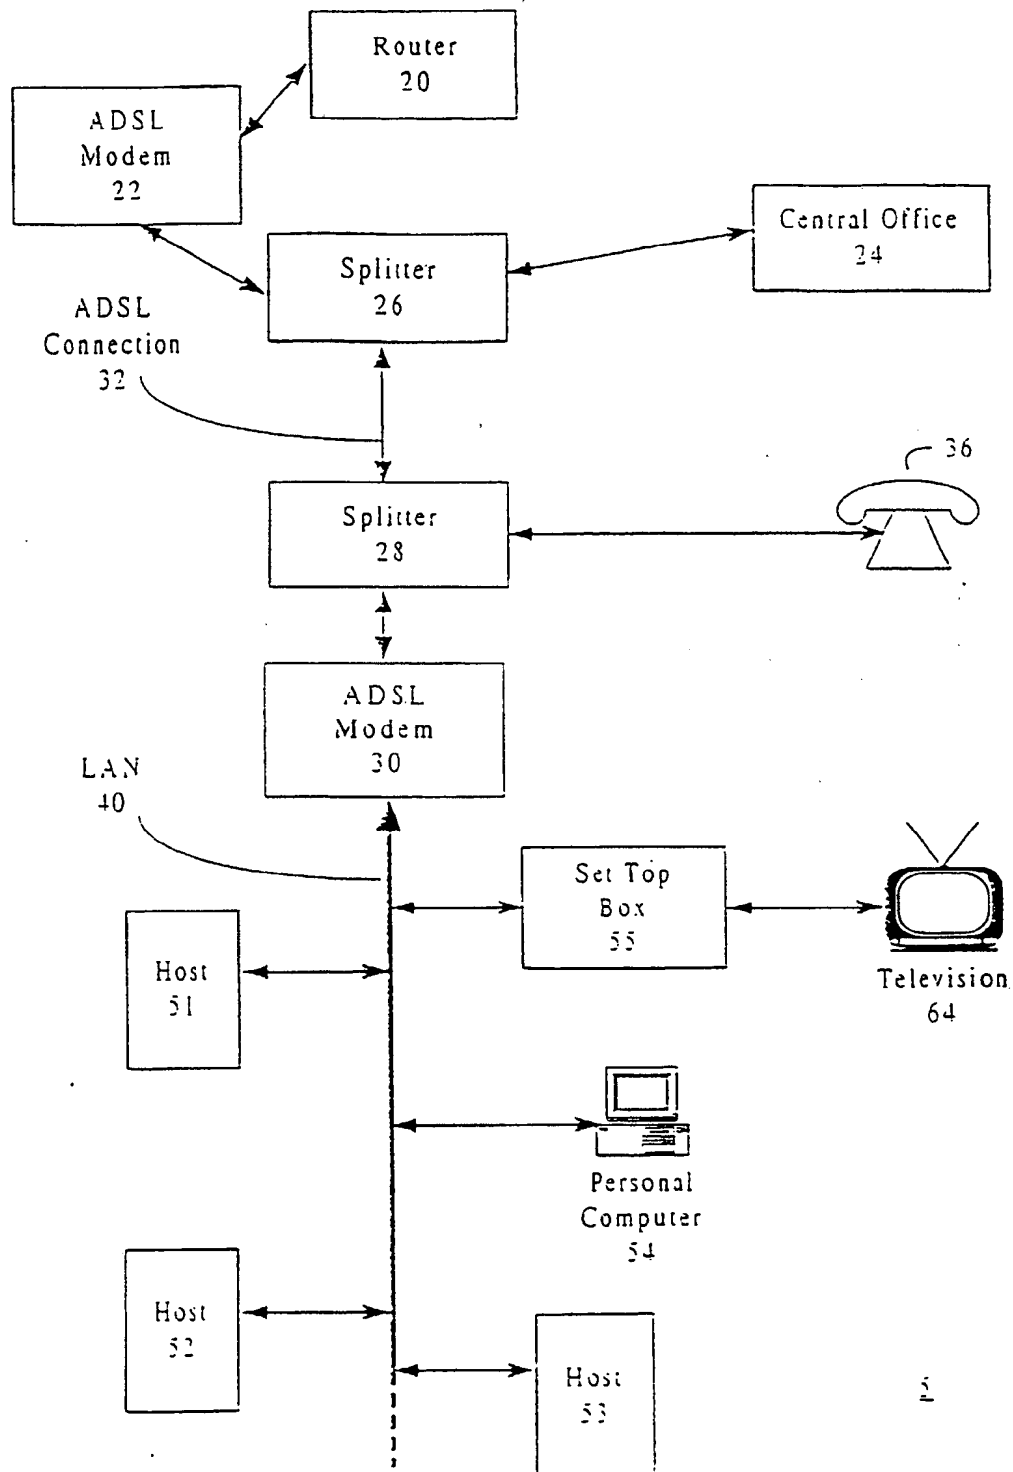 Router
20
ADSL
Modem
22
Central Office
24
Splitter
26
ADSL
Connection
32
36
Splitter
28
ADSL
Modem
30
LAN
40
Set Top
Box
55
Host
51
Television
64
Personal
Computer
54
Host
52
Host
53
5